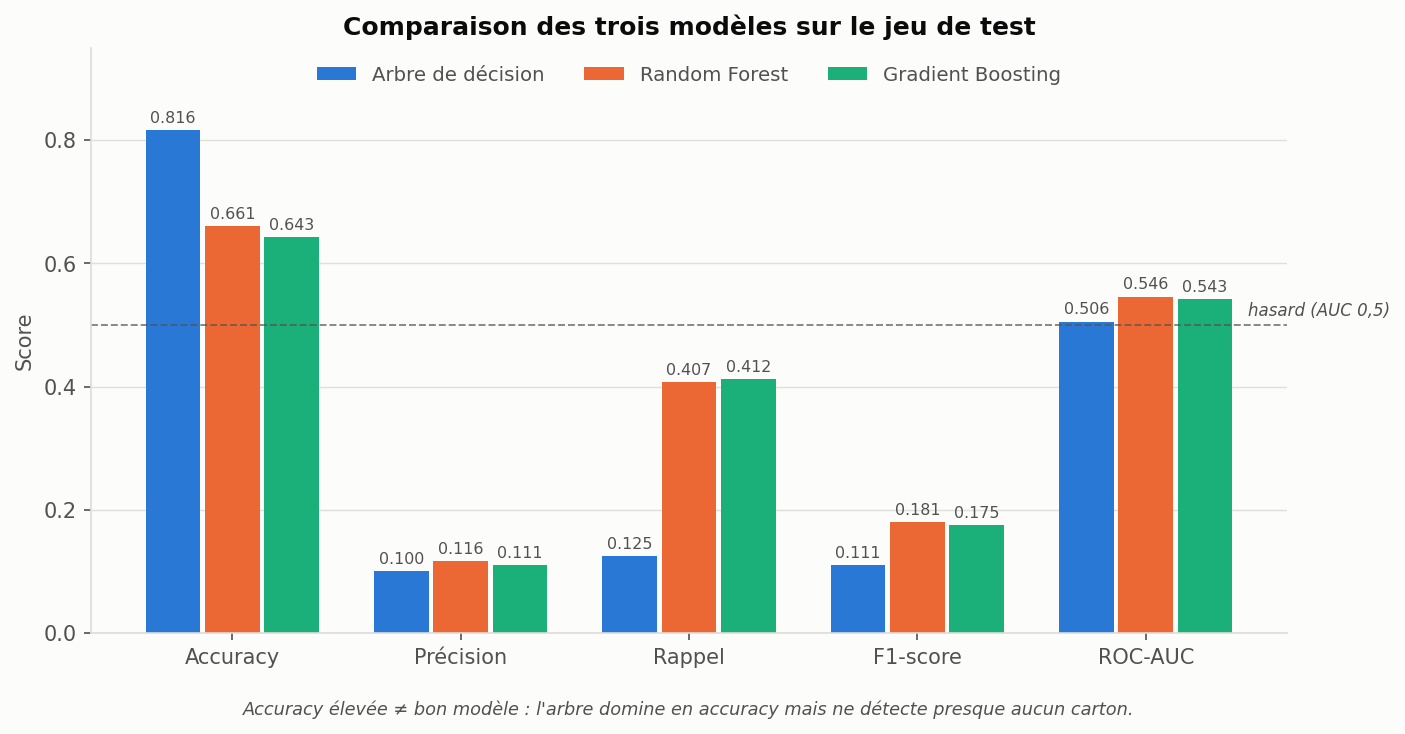 Comparaison des trois modèles sur le jeu de test
Arbre de décision Random Forest Gradient Boosting
Score
0.8
0.6
0.4
0.2
0.0
0.816 0.661 0.643
0.100 0.116 0.111
0.125 0.407 0.412
0.111 0.181 0.175
0.506 0.546 0.543
hasard (AUC 0,5)
Accuracy Précision Rappel F1-score ROC-AUC
Accuracy élevée ≠ bon modèle : l'arbre domine en accuracy mais ne détecte presque aucun carton.